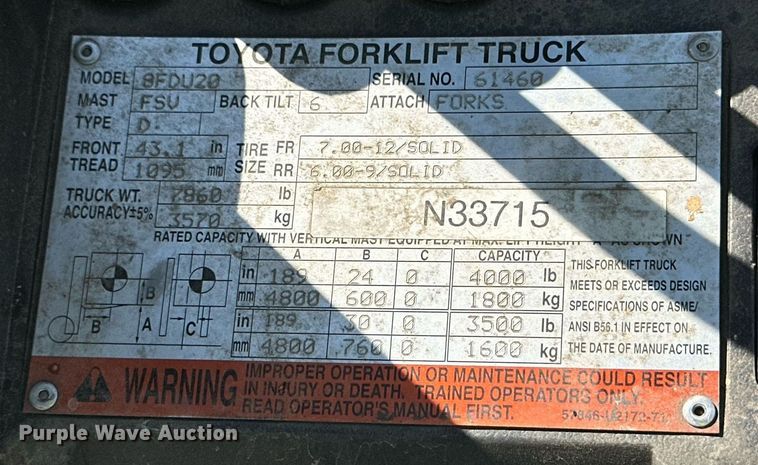 TOYOTA FORKLIFT TRUCK
MODEL 8FDU20 SERIAL NO. 61460
MAST FSV BACK TILT 6 ATTACH FORKS
TYPE D
FRONT TREAD 43.1 in 1095 mm
TIRE SIZE FR 7.00-12/SOLID
RR 6.00-9/SOLID
TRUCK WT. 7860 lb
ACCURACY±5% 3570 kg
N33715
RATED CAPACITY WITH VERTICAL MAST EQUIPPED AT MAX. LIFT HEIGHT "A" AS SHOWN
A B C CAPACITY
in 189 24 0 4000 lb
mm 4800 600 0 1800 kg
in 189 30 0 3500 lb
mm 4800 760 0 1600 kg
B
B A C
THIS FORKLIFT TRUCK
MEETS OR EXCEEDS DESIGN
SPECIFICATIONS OF ASME/
ANSI B56.1 IN EFFECT ON
THE DATE OF MANUFACTURE.
WARNING
IMPROPER OPERATION OR MAINTENANCE COULD RESULT
IN INJURY OR DEATH. TRAINED OPERATORS ONLY.
READ OPERATOR'S MANUAL FIRST.
Purple Wave Auction